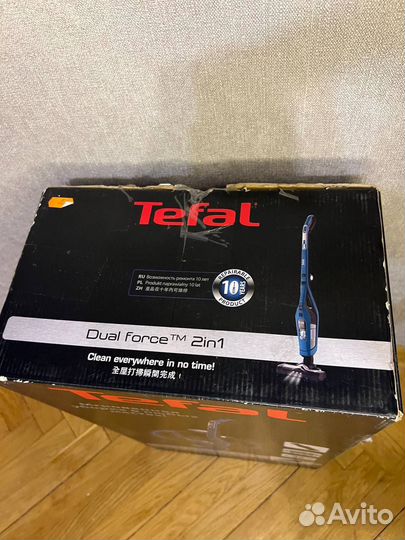 Tefal
RU Возможность ремонта 10 лет
PL Produkt naprawialny 10 lat
ZH 產品在十年內可維修
REPAIRABLE
10 YEARS
PRODUCT
Dual force™ 2in1
Clean everywhere in no time!
全屋打掃瞬間完成！
Tefal
Avito